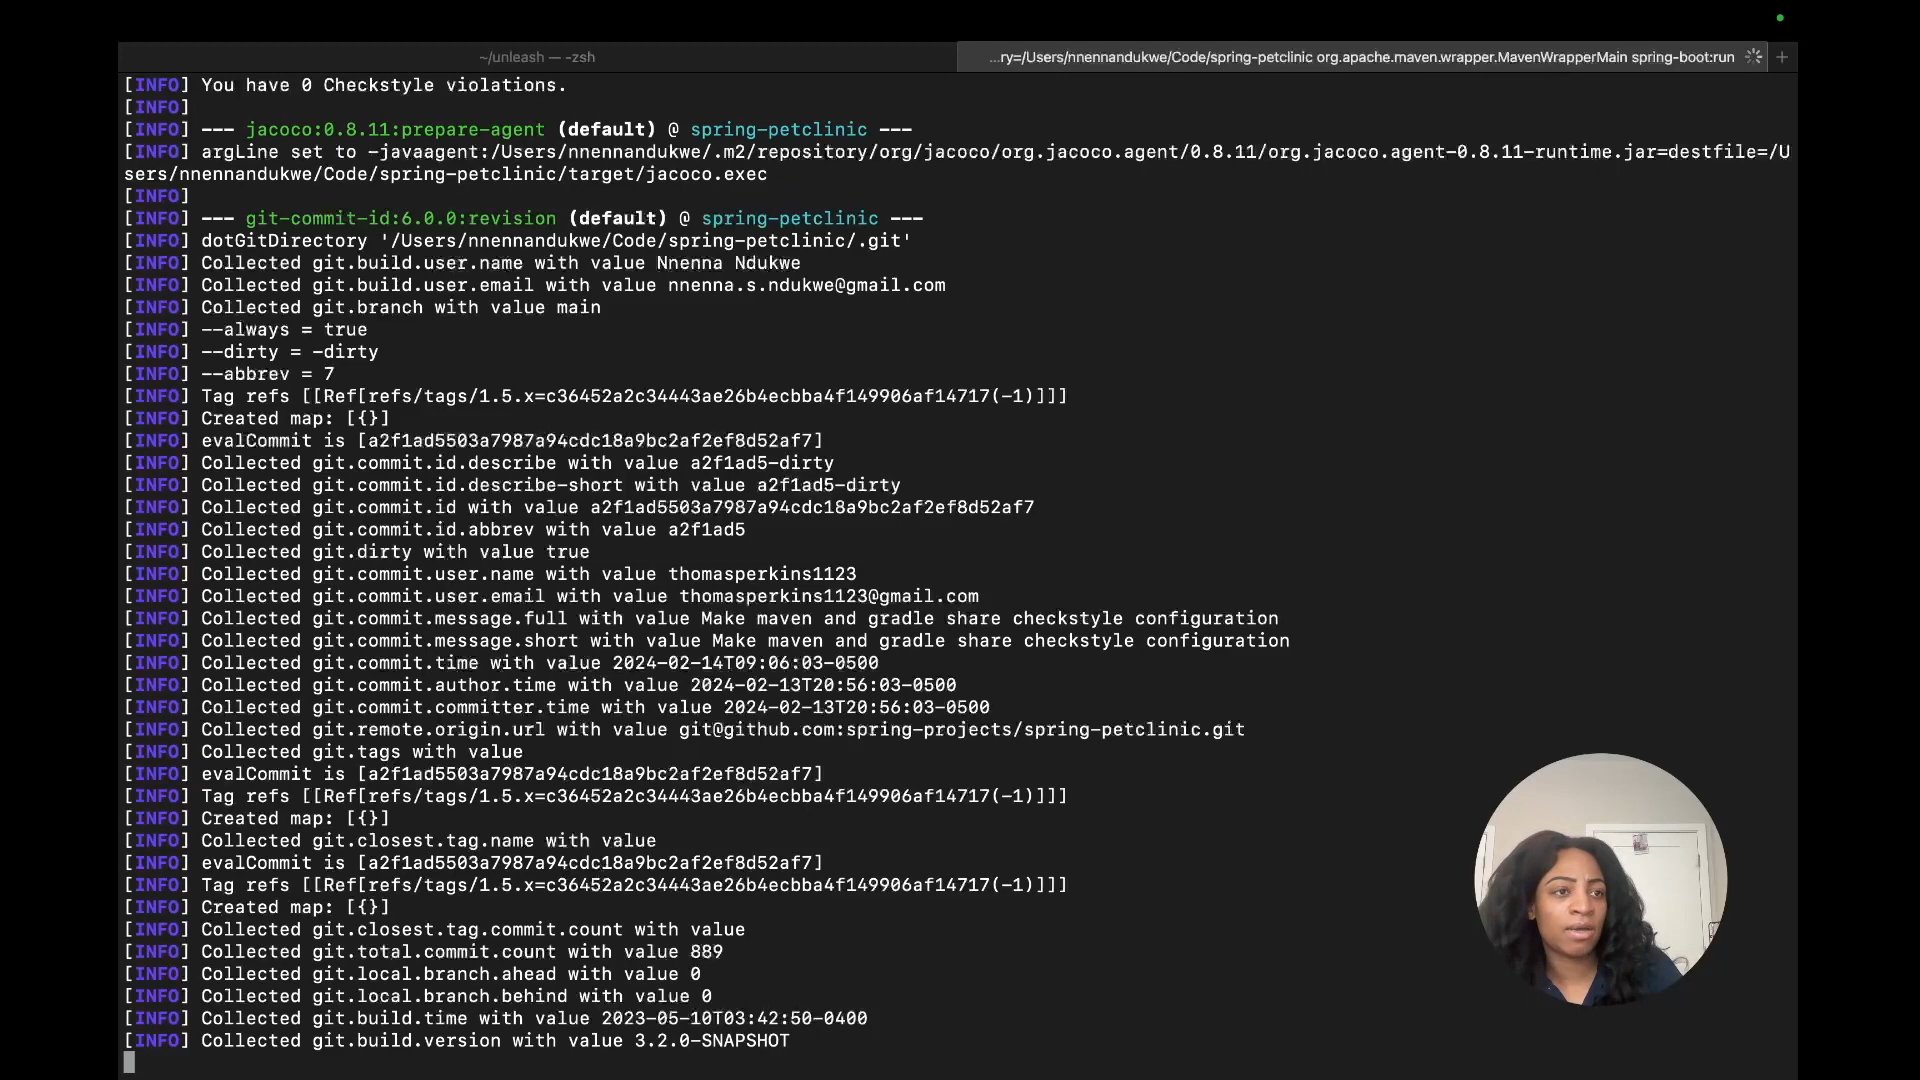 ~/unleash — -zsh
...ry=/Users/nnennandukwe/Code/spring-petclinic org.apache.maven.wrapper.MavenWrapperMain spring-boot:run
[INFO] You have 0 Checkstyle violations.
[INFO]
[INFO] --- jacoco:0.8.11:prepare-agent (default) @ spring-petclinic ---
[INFO] argLine set to -javaagent:/Users/nnennandukwe/.m2/repository/org/jacoco/org.jacoco.agent/0.8.11/org.jacoco.agent-0.8.11-runtime.jar=destfile=/U
sers/nnennandukwe/Code/spring-petclinic/target/jacoco.exec
[INFO]
[INFO] --- git-commit-id:6.0.0:revision (default) @ spring-petclinic ---
[INFO] dotGitDirectory '/Users/nnennandukwe/Code/spring-petclinic/.git'
[INFO] Collected git.build.user.name with value Nnenna Ndukwe
[INFO] Collected git.build.user.email with value nnenna.s.ndukwe@gmail.com
[INFO] Collected git.branch with value main
[INFO] --always = true
[INFO] --dirty = -dirty
[INFO] --abbrev = 7
[INFO] Tag refs [[Ref[refs/tags/1.5.x=c36452a2c34443ae26b4ecbba4f149906af14717(-1)]]]
[INFO] Created map: [{}]
[INFO] evalCommit is [a2f1ad5503a7987a94cdc18a9bc2af2ef8d52af7]
[INFO] Collected git.commit.id.describe with value a2f1ad5-dirty
[INFO] Collected git.commit.id.describe-short with value a2f1ad5-dirty
[INFO] Collected git.commit.id with value a2f1ad5503a7987a94cdc18a9bc2af2ef8d52af7
[INFO] Collected git.commit.id.abbrev with value a2f1ad5
[INFO] Collected git.dirty with value true
[INFO] Collected git.commit.user.name with value thomasperkins1123
[INFO] Collected git.commit.user.email with value thomasperkins1123@gmail.com
[INFO] Collected git.commit.message.full with value Make maven and gradle share checkstyle configuration
[INFO] Collected git.commit.message.short with value Make maven and gradle share checkstyle configuration
[INFO] Collected git.commit.time with value 2024-02-14T09:06:03-0500
[INFO] Collected git.commit.author.time with value 2024-02-13T20:56:03-0500
[INFO] Collected git.commit.committer.time with value 2024-02-13T20:56:03-0500
[INFO] Collected git.remote.origin.url with value git@github.com:spring-projects/spring-petclinic.git
[INFO] Collected git.tags with value
[INFO] evalCommit is [a2f1ad5503a7987a94cdc18a9bc2af2ef8d52af7]
[INFO] Tag refs [[Ref[refs/tags/1.5.x=c36452a2c34443ae26b4ecbba4f149906af14717(-1)]]]
[INFO] Created map: [{}]
[INFO] Collected git.closest.tag.name with value
[INFO] evalCommit is [a2f1ad5503a7987a94cdc18a9bc2af2ef8d52af7]
[INFO] Tag refs [[Ref[refs/tags/1.5.x=c36452a2c34443ae26b4ecbba4f149906af14717(-1)]]]
[INFO] Created map: [{}]
[INFO] Collected git.closest.tag.commit.count with value
[INFO] Collected git.total.commit.count with value 889
[INFO] Collected git.local.branch.ahead with value 0
[INFO] Collected git.local.branch.behind with value 0
[INFO] Collected git.build.time with value 2023-05-10T03:42:50-0400
[INFO] Collected git.build.version with value 3.2.0-SNAPSHOT